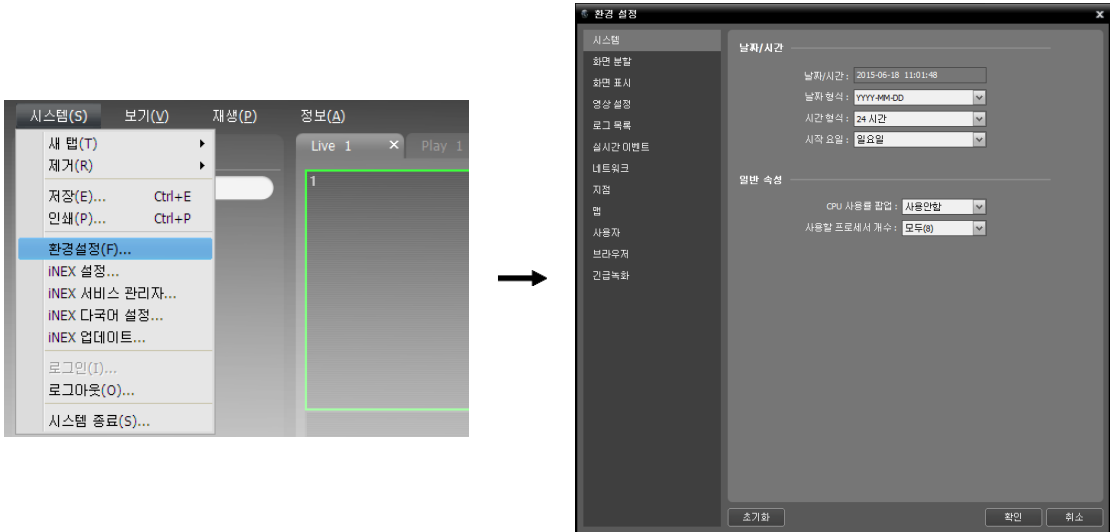 시스템(S) 보기(V) 재생(P) 정보(A)
새 탭(T)
제거(R)
저장(E)... Ctrl+E
인쇄(P)... Ctrl+P
환경설정(F)...
iNEX 설정...
iNEX 서비스 관리자...
iNEX 다국어 설정...
iNEX 업데이트...
로그인(I)...
로그아웃(O)...
시스템 종료(S)...
Live 1 × Play 1
1
환경 설정 x
시스템
화면 분할
화면 표시
영상 설정
로그 목록
실시간 이벤트
네트워크
지점
맵
사용자
브라우저
긴급녹화
날짜/시간
날짜/시간 : 2015-06-18 11:01:48
날짜 형식 : YYYY-MM-DD
시간 형식 : 24 시간
시작 요일 : 일요일
일반 속성
CPU 사용률 팝업 : 사용안함
사용할 프로세서 개수 : 모두(8)
초기화 확인 취소